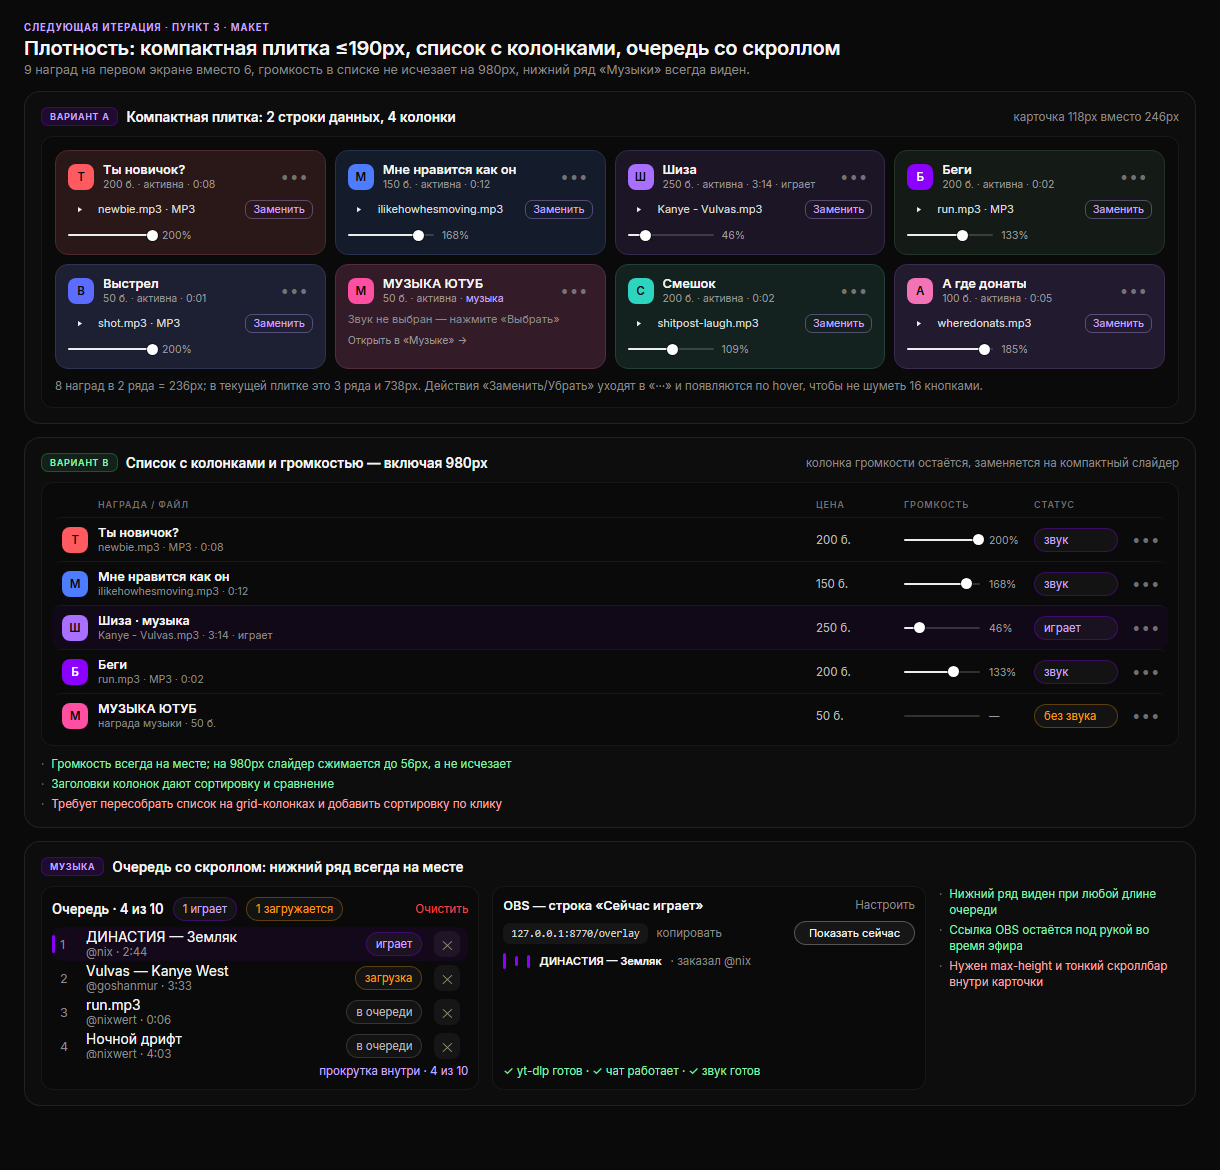 СЛЕДУЮЩАЯ ИТЕРАЦИЯ · ПУНКТ 3 · МАКЕТ
Плотность: компактная плитка ≤190px, список с колонками, очередь со скроллом
9 наград на первом экране вместо 6, громкость в списке не исчезает на 980px, нижний ряд «Музыки» всегда виден.
ВАРИАНТ A Компактная плитка: 2 строки данных, 4 колонки карточка 118px вместо 246px
Т Ты новичок?
200 б. · активна · 0:08
newbie.mp3 · MP3 Заменить
200%
М Мне нравится как он
150 б. · активна · 0:12
ilikehowhesmoving.mp3 Заменить
168%
Ш Шиза
250 б. · активна · 3:14 · играет
Kanye - Vulvas.mp3 Заменить
46%
Б Беги
200 б. · активна · 0:02
run.mp3 · MP3 Заменить
133%
В Выстрел
50 б. · активна · 0:01
shot.mp3 · MP3 Заменить
200%
М МУЗЫКА ЮТУБ
50 б. · активна · музыка
Звук не выбран — нажмите «Выбрать»
Открыть в «Музыке» →
С Смешок
200 б. · активна · 0:02
shitpost-laugh.mp3 Заменить
109%
А А где донаты
100 б. · активна · 0:05
wheredonats.mp3 Заменить
185%
8 наград в 2 ряда = 236px; в текущей плитке это 3 ряда и 738px. Действия «Заменить/Убрать» уходят в «···» и появляются по hover, чтобы не шуметь 16 кнопками.
ВАРИАНТ B Список с колонками и громкостью — включая 980px колонка громкости остаётся, заменяется на компактный слайдер
НАГРАДА / ФАЙЛ ЦЕНА ГРОМКОСТЬ СТАТУС
Т Ты новичок? 200 б. 200% звук
newbie.mp3 · MP3 · 0:08
М Мне нравится как он 150 б. 168% звук
ilikehowhesmoving.mp3 · 0:12
Ш Шиза · музыка 250 б. 46% играет
Kanye - Vulvas.mp3 · 3:14 · играет
Б Беги 200 б. 133% звук
run.mp3 · MP3 · 0:02
М МУЗЫКА ЮТУБ 50 б. — без звука
награда музыки · 50 б.
· Громкость всегда на месте; на 980px слайдер сжимается до 56px, а не исчезает
· Заголовки колонок дают сортировку и сравнение
· Требует пересобрать список на grid-колонках и добавить сортировку по клику
МУЗЫКА Очередь со скроллом: нижний ряд всегда на месте
Очередь · 4 из 10 1 играет 1 загружается Очистить
1 ДИНАСТИЯ — Земляк играет
@nix · 2:44
2 Vulvas — Kanye West загрузка
@goshanmur · 3:33
3 run.mp3 в очереди
@nixwert · 0:06
4 Ночной дрифт в очереди
@nixwert · 4:03
прокрутка внутри · 4 из 10
OBS — строка «Сейчас играет» Настроить
127.0.0.1:8770/overlay копировать Показать сейчас
ДИНАСТИЯ — Земляк · заказал @nix
✓ yt-dlp готов · ✓ чат работает · ✓ звук готов
· Нижний ряд виден при любой длине
очереди
· Ссылка OBS остаётся под рукой во
время эфира
· Нужен max-height и тонкий скроллбар
внутри карточки